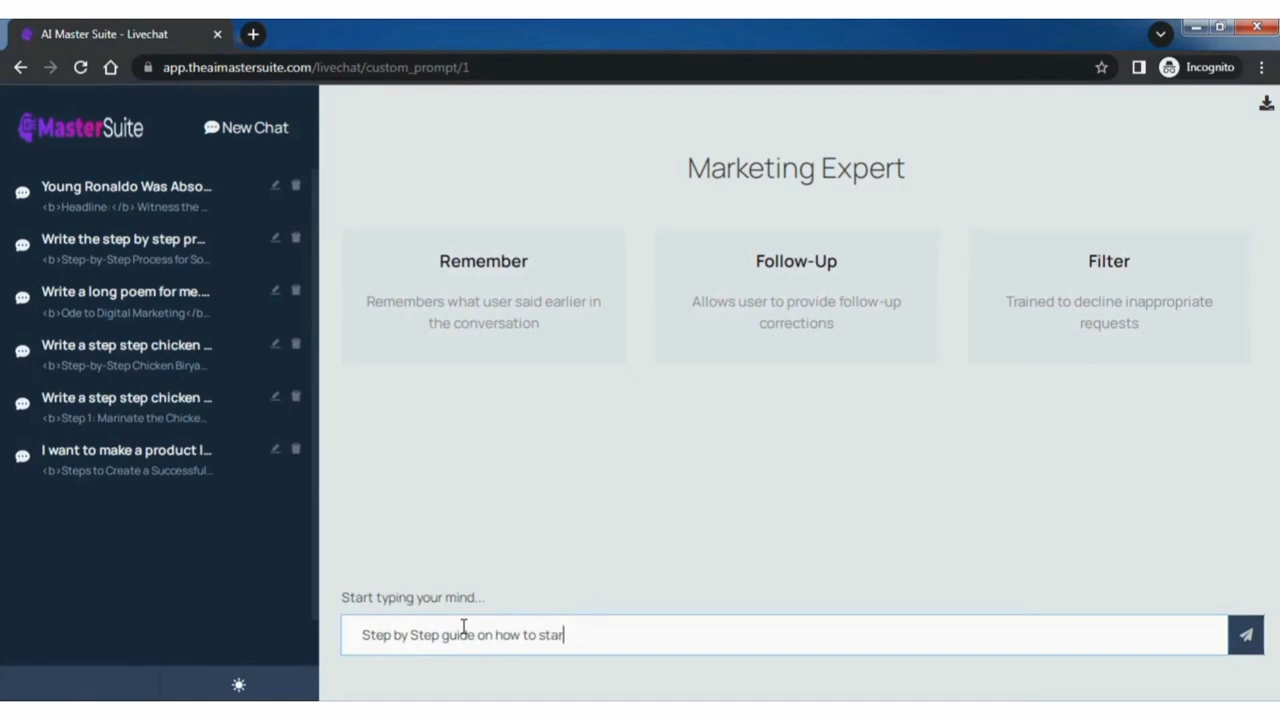 AI Master Suite - Livechat
app.theaimastersuite.com/livechat/custom_prompt/1
Incognito
MasterSuite
New Chat
Young Ronaldo Was Abso...
<b>Headline:</b> Witness the ...
Write the step by step pr...
<b>Step-by-Step Process for So...
Write a long poem for me....
<b>Ode to Digital Marketing</b...
Write a step step chicken ...
<b>Step-by-Step Chicken Birya...
Write a step step chicken ...
<b>Step 1: Marinate the Chicke...
I want to make a product l...
<b>Steps to Create a Successful...
Marketing Expert
Remember
Remembers what user said earlier in
the conversation
Follow-Up
Allows user to provide follow-up
corrections
Filter
Trained to decline inappropriate
requests
Start typing your mind...
Step by Step guide on how to star